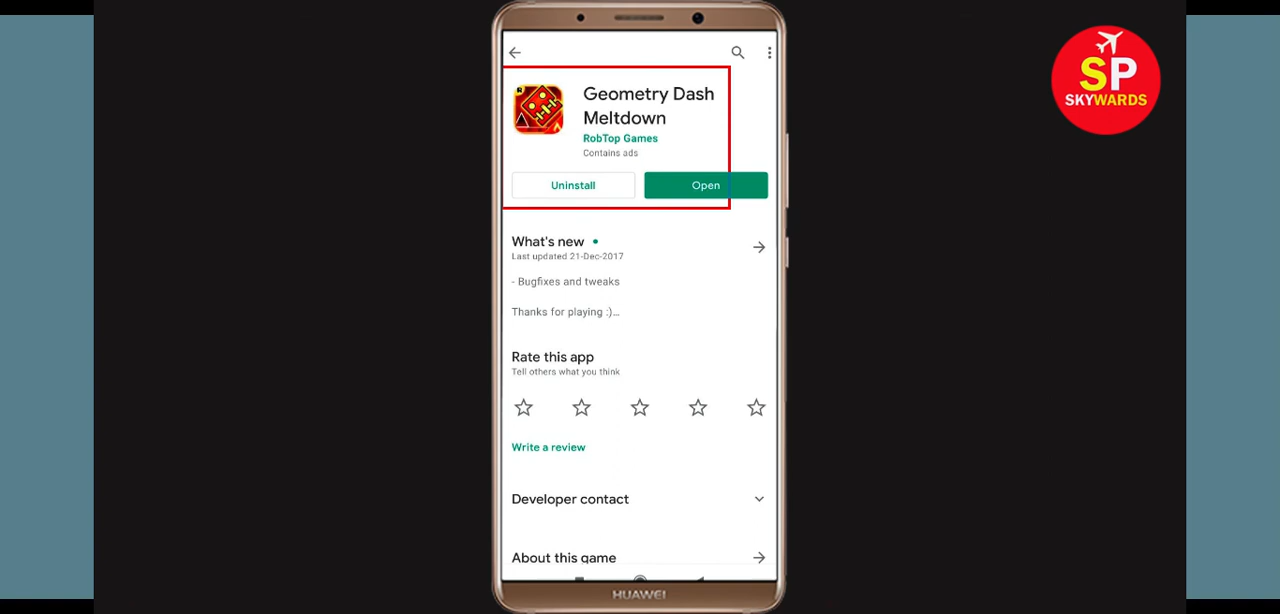 SP
SKYWARDS
Geometry Dash
Meltdown
RobTop Games
Contains ads
Uninstall
Open
What's new
Last updated 21-Dec-2017
- Bugfixes and tweaks
Thanks for playing :)...
Rate this app
Tell others what you think
Write a review
Developer contact
About this game
HUAWEI